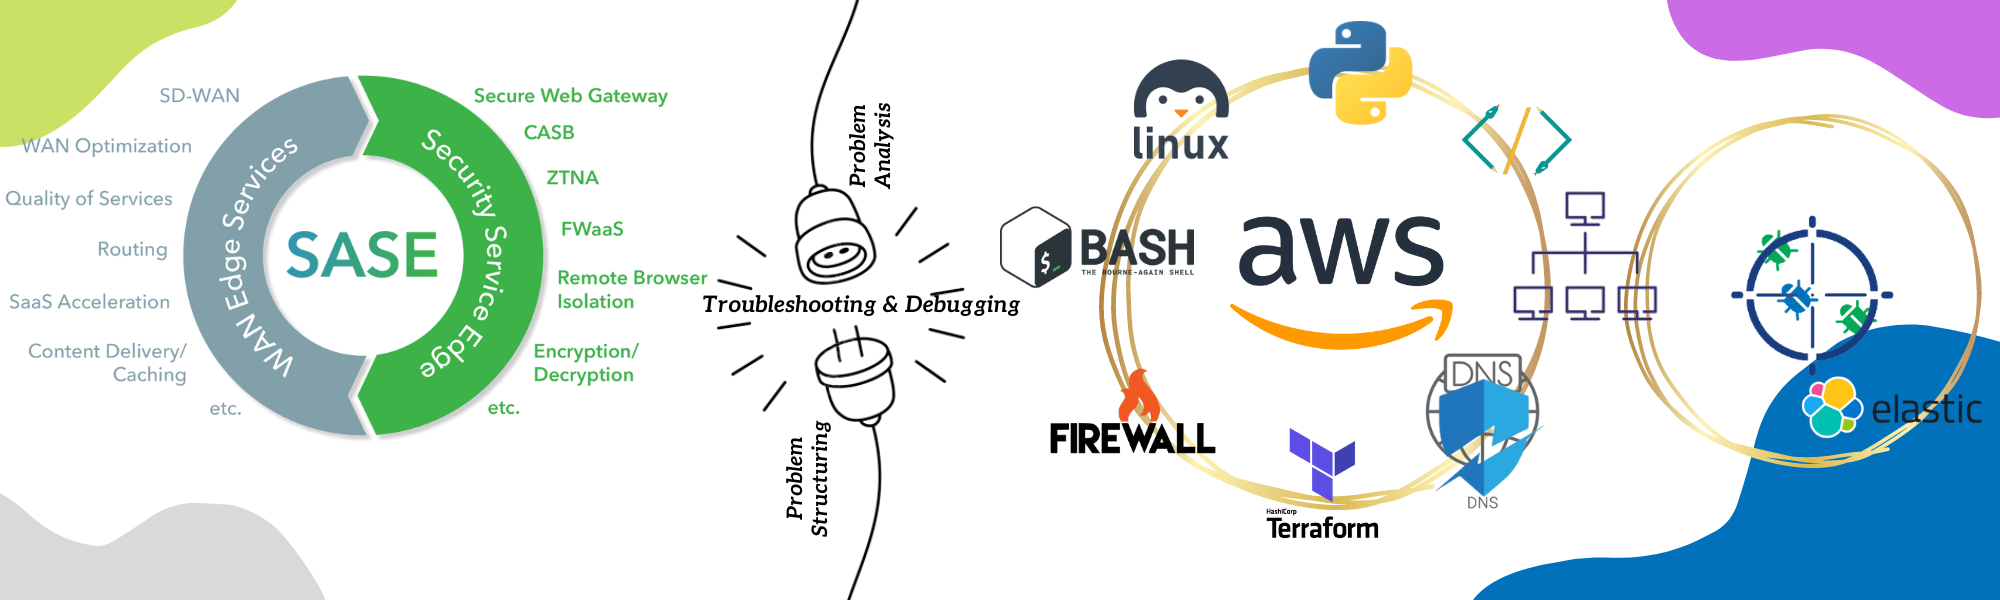 SD-WAN
WAN Optimization
Quality of Services
Routing
SaaS Acceleration
Content Delivery/
Caching
etc.
WAN Edge Services
SASE
Security Service Edge
Secure Web Gateway
CASB
ZTNA
FWaaS
Remote Browser
Isolation
Encryption/
Decryption
etc.
Problem
Analysis
Troubleshooting & Debugging
Problem
Structuring
linux
$_
BASH
THE BOURNE-AGAIN SHELL
aws
FIREWALL
HashiCorp
Terraform
DNS
DNS
elastic